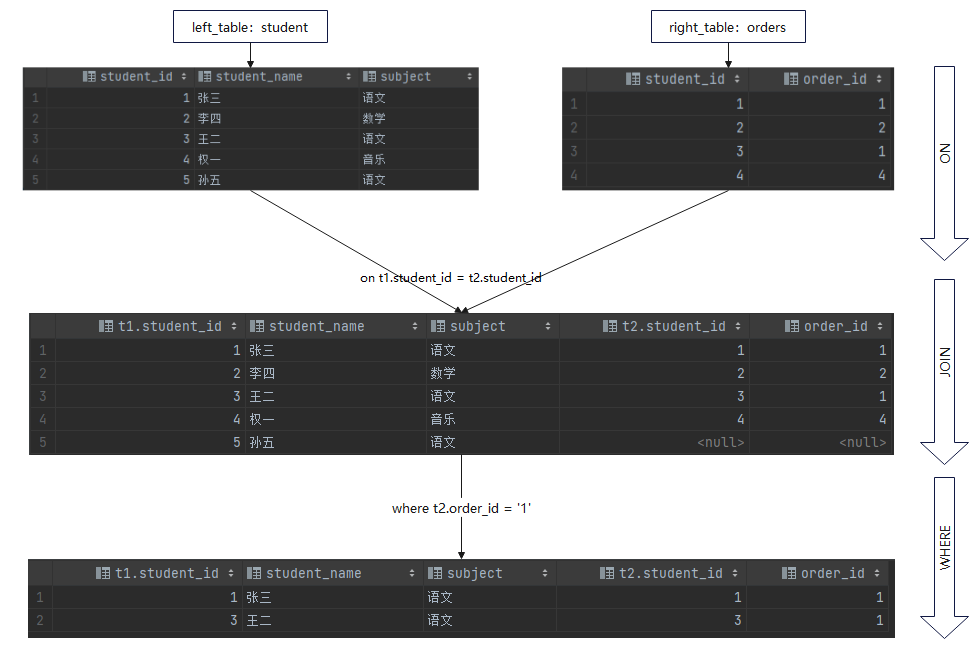 left_table：student
right_table：orders
student_id student_name subject
1 1 张三 语文
2 2 李四 数学
3 3 王二 语文
4 4 权一 音乐
5 5 孙五 语文
student_id order_id
1 1 1
2 2 2
3 3 1
4 4 4
ON
on t1.student_id = t2.student_id
t1.student_id student_name subject t2.student_id order_id
1 1 张三 语文 1 1
2 2 李四 数学 2 2
3 3 王二 语文 3 1
4 4 权一 音乐 4 4
5 5 孙五 语文 <null> <null>
JOIN
where t2.order_id = '1'
t1.student_id student_name subject t2.student_id order_id
1 1 张三 语文 1 1
2 3 王二 语文 3 1
WHERE